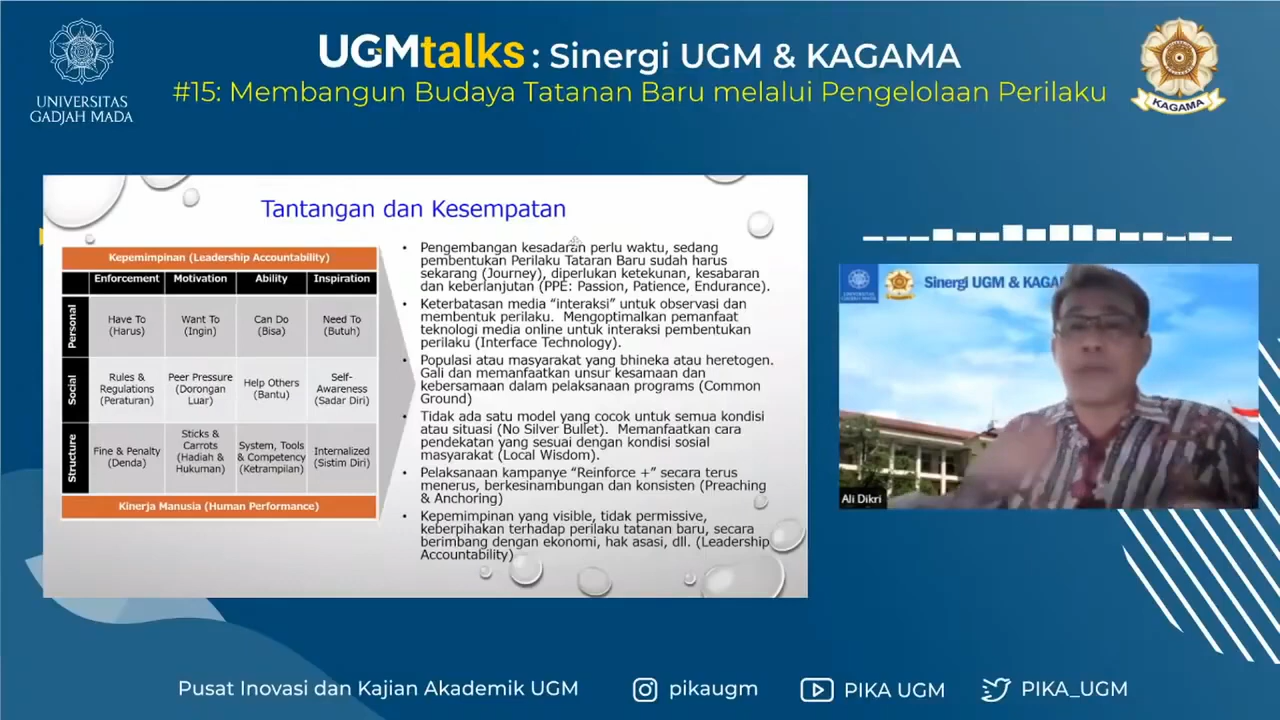 UNIVERSITAS
GADJAH MADA
UGMtalks : Sinergi UGM & KAGAMA
#15: Membangun Budaya Tatanan Baru melalui Pengelolaan Perilaku
KAGAMA
Tantangan dan Kesempatan
Kepemimpinan (Leadership Accountability)
Enforcement Motivation Ability Inspiration
Personal
Have To
(Harus)
Want To
(Ingin)
Can Do
(Bisa)
Need To
(Butuh)
Social
Rules &
Regulations
(Peraturan)
Peer Pressure
(Dorongan
Luar)
Help Others
(Bantu)
Self-
Awareness
(Sadar Diri)
Structure
Fine & Penalty
(Denda)
Sticks &
Carrots
(Hadiah &
Hukuman)
System, Tools
& Competency
(Ketrampilan)
Internalized
(Sistim Diri)
Kinerja Manusia (Human Performance)
• Pengembangan kesadaran perlu waktu, sedang
pembentukan Perilaku Tataran Baru sudah harus
sekarang (Journey), diperlukan ketekunan, kesabaran
dan keberlanjutan (PPE: Passion, Patience, Endurance).
• Keterbatasan media “interaksi” untuk observasi dan
membentuk perilaku. Mengoptimalkan pemanfaat
teknologi media online untuk interaksi pembentukan
perilaku (Interface Technology).
• Populasi atau masyarakat yang bhineka atau heretogen.
Gali dan memanfaatkan unsur kesamaan dan
kebersamaan dalam pelaksanaan programs (Common
Ground)
• Tidak ada satu model yang cocok untuk semua kondisi
atau situasi (No Silver Bullet). Memanfaatkan cara
pendekatan yang sesuai dengan kondisi sosial
masyarakat (Local Wisdom).
• Pelaksanaan kampanye “Reinforce +” secara terus
menerus, berkesinambungan dan konsisten (Preaching
& Anchoring)
• Kepemimpinan yang visible, tidak permissive,
keberpihakan terhadap perilaku tatanan baru, secara
berimbang dengan ekonomi, hak asasi, dll. (Leadership
Accountability)
Sinergi UGM & KAGA
Ali Dikri
Pusat Inovasi dan Kajian Akademik UGM
pikaugm
PIKA UGM
PIKA_UGM